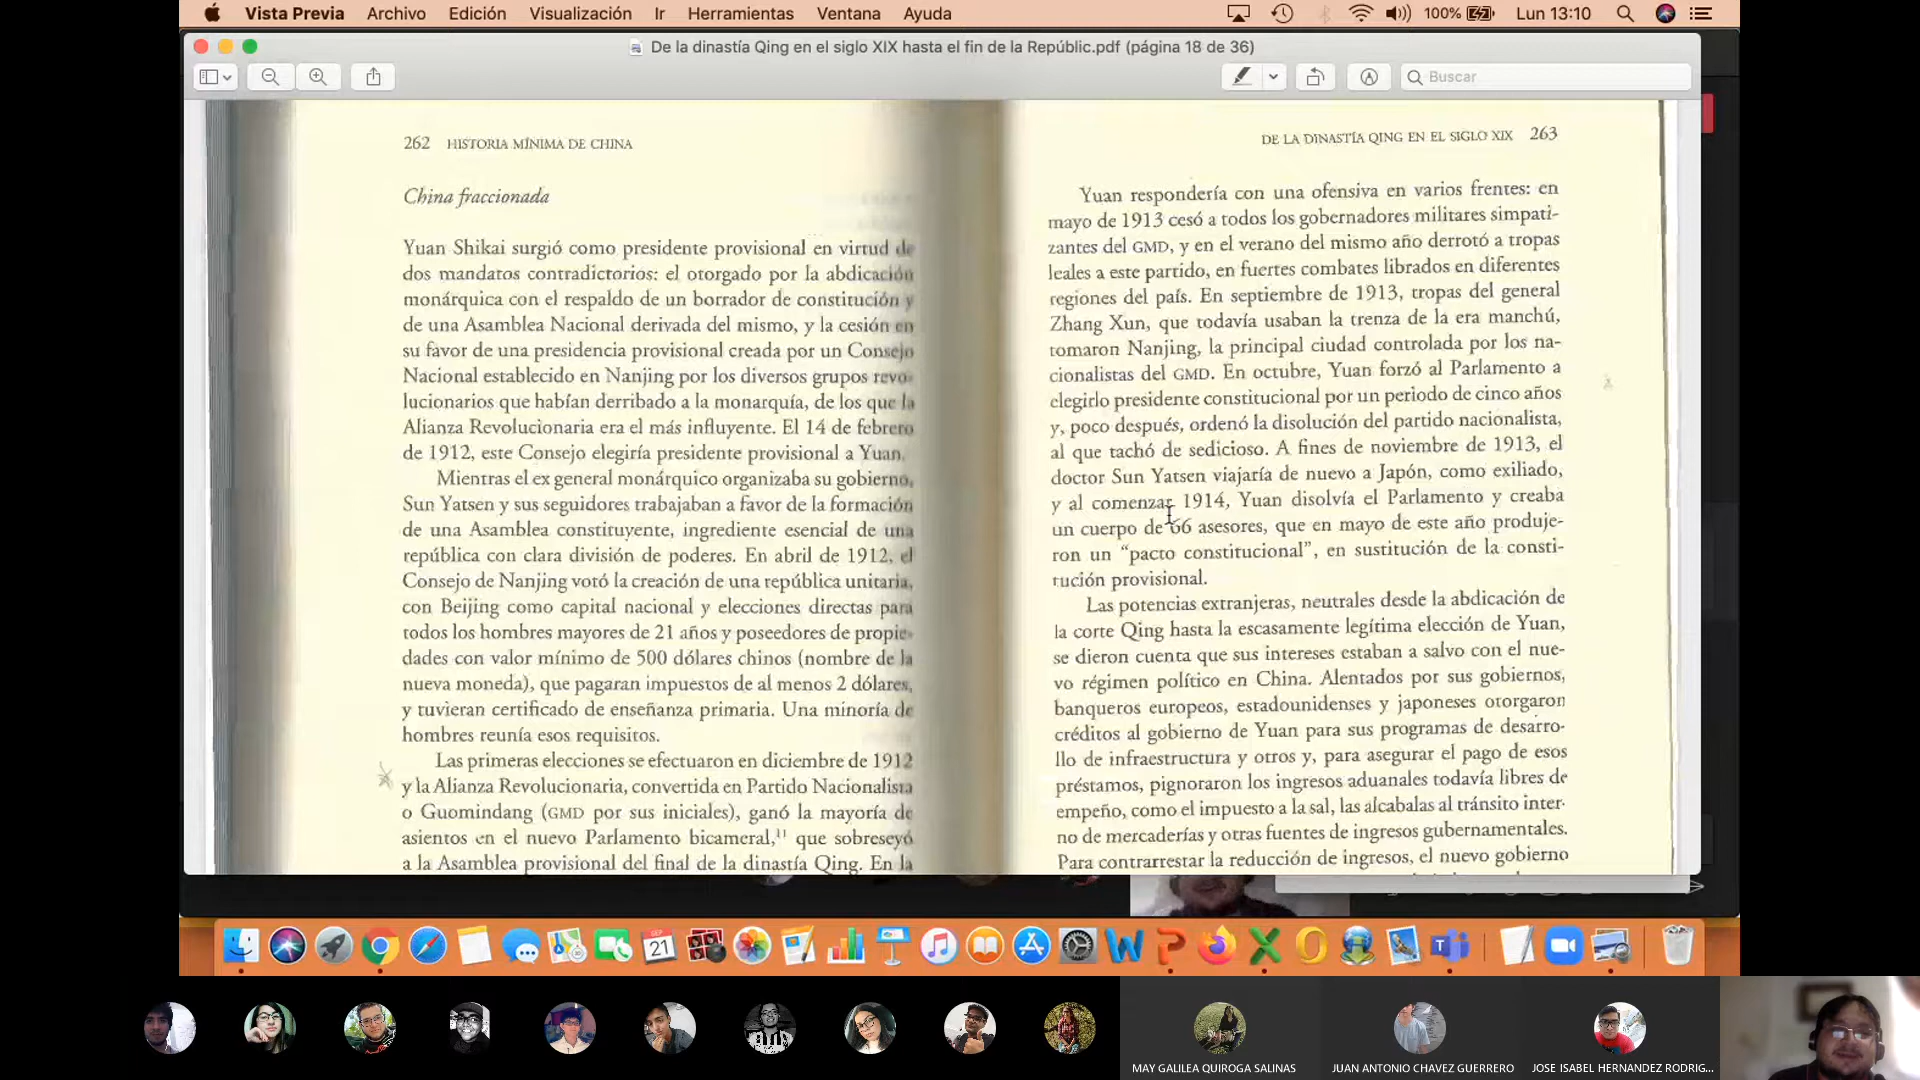 Vista Previa Archivo Edición Visualización Ir Herramientas Ventana Ayuda 100% Lun 13:10
De la dinastía Qing en el siglo XIX hasta el fin de la Repúblic.pdf (página 18 de 36)
Buscar
262 HISTORIA MÍNIMA DE CHINA
China fraccionada
Yuan Shikai surgió como presidente provisional en virtud de
dos mandatos contradictorios: el otorgado por la abdicación
monárquica con el respaldo de un borrador de constitución y
de una Asamblea Nacional derivada del mismo, y la cesión en
su favor de una presidencia provisional creada por un Consejo
Nacional establecido en Nanjing por los diversos grupos revo-
lucionarios que habían derribado a la monarquía, de los que la
Alianza Revolucionaria era el más influyente. El 14 de febrero
de 1912, este Consejo elegiría presidente provisional a Yuan.
Mientras el ex general monárquico organizaba su gobierno,
Sun Yatsen y sus seguidores trabajaban a favor de la formación
de una Asamblea constituyente, ingrediente esencial de una
república con clara división de poderes. En abril de 1912, el
Consejo de Nanjing votó la creación de una república unitaria,
con Beijing como capital nacional y elecciones directas para
todos los hombres mayores de 21 años y poseedores de propie-
dades con valor mínimo de 500 dólares chinos (nombre de la
nueva moneda), que pagaran impuestos de al menos 2 dólares,
y tuvieran certificado de enseñanza primaria. Una minoría de
hombres reunía esos requisitos.
Las primeras elecciones se efectuaron en diciembre de 1912
y la Alianza Revolucionaria, convertida en Partido Nacionalista
o Guomindang (GMD por sus iniciales), ganó la mayoría de
asientos en el nuevo Parlamento bicameral,11 que sobreseyó
a la Asamblea provisional del final de la dinastía Qing. En la
DE LA DINASTÍA QING EN EL SIGLO XIX 263
Yuan respondería con una ofensiva en varios frentes: en
mayo de 1913 cesó a todos los gobernadores militares simpati-
zantes del GMD, y en el verano del mismo año derrotó a tropas
leales a este partido, en fuertes combates librados en diferentes
regiones del país. En septiembre de 1913, tropas del general
Zhang Xun, que todavía usaban la trenza de la era manchú,
tomaron Nanjing, la principal ciudad controlada por los na-
cionalistas del GMD. En octubre, Yuan forzó al Parlamento a
elegirlo presidente constitucional por un periodo de cinco años
y, poco después, ordenó la disolución del partido nacionalista,
al que tachó de sedicioso. A fines de noviembre de 1913, el
doctor Sun Yatsen viajaría de nuevo a Japón, como exiliado,
y al comenzar 1914, Yuan disolvía el Parlamento y creaba
un cuerpo de 66 asesores, que en mayo de este año produje-
ron un “pacto constitucional”, en sustitución de la consti-
tución provisional.
Las potencias extranjeras, neutrales desde la abdicación de
la corte Qing hasta la escasamente legítima elección de Yuan,
se dieron cuenta que sus intereses estaban a salvo con el nue-
vo régimen político en China. Alentados por sus gobiernos,
banqueros europeos, estadounidenses y japoneses otorgaron
créditos al gobierno de Yuan para sus programas de desarro-
llo de infraestructura y otros y, para asegurar el pago de esos
préstamos, pignoraron los ingresos aduanales todavía libres de
empeño, como el impuesto a la sal, las alcabalas al tránsito inter-
no de mercaderías y otras fuentes de ingresos gubernamentales.
Para contrarrestar la reducción de ingresos, el nuevo gobierno
SEP
21
MAY GALILEA QUIROGA SALINAS
JUAN ANTONIO CHAVEZ GUERRERO
JOSE ISABEL HERNANDEZ RODRIG...